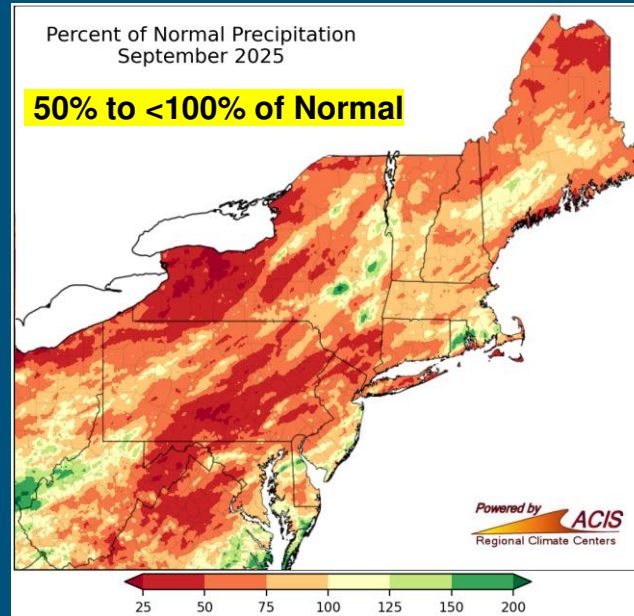 Percent of Normal Precipitation
September 2025
50% to <100% of Normal
Powered by
ACIS
Regional Climate Centers
25 50 75 100 125 150 200